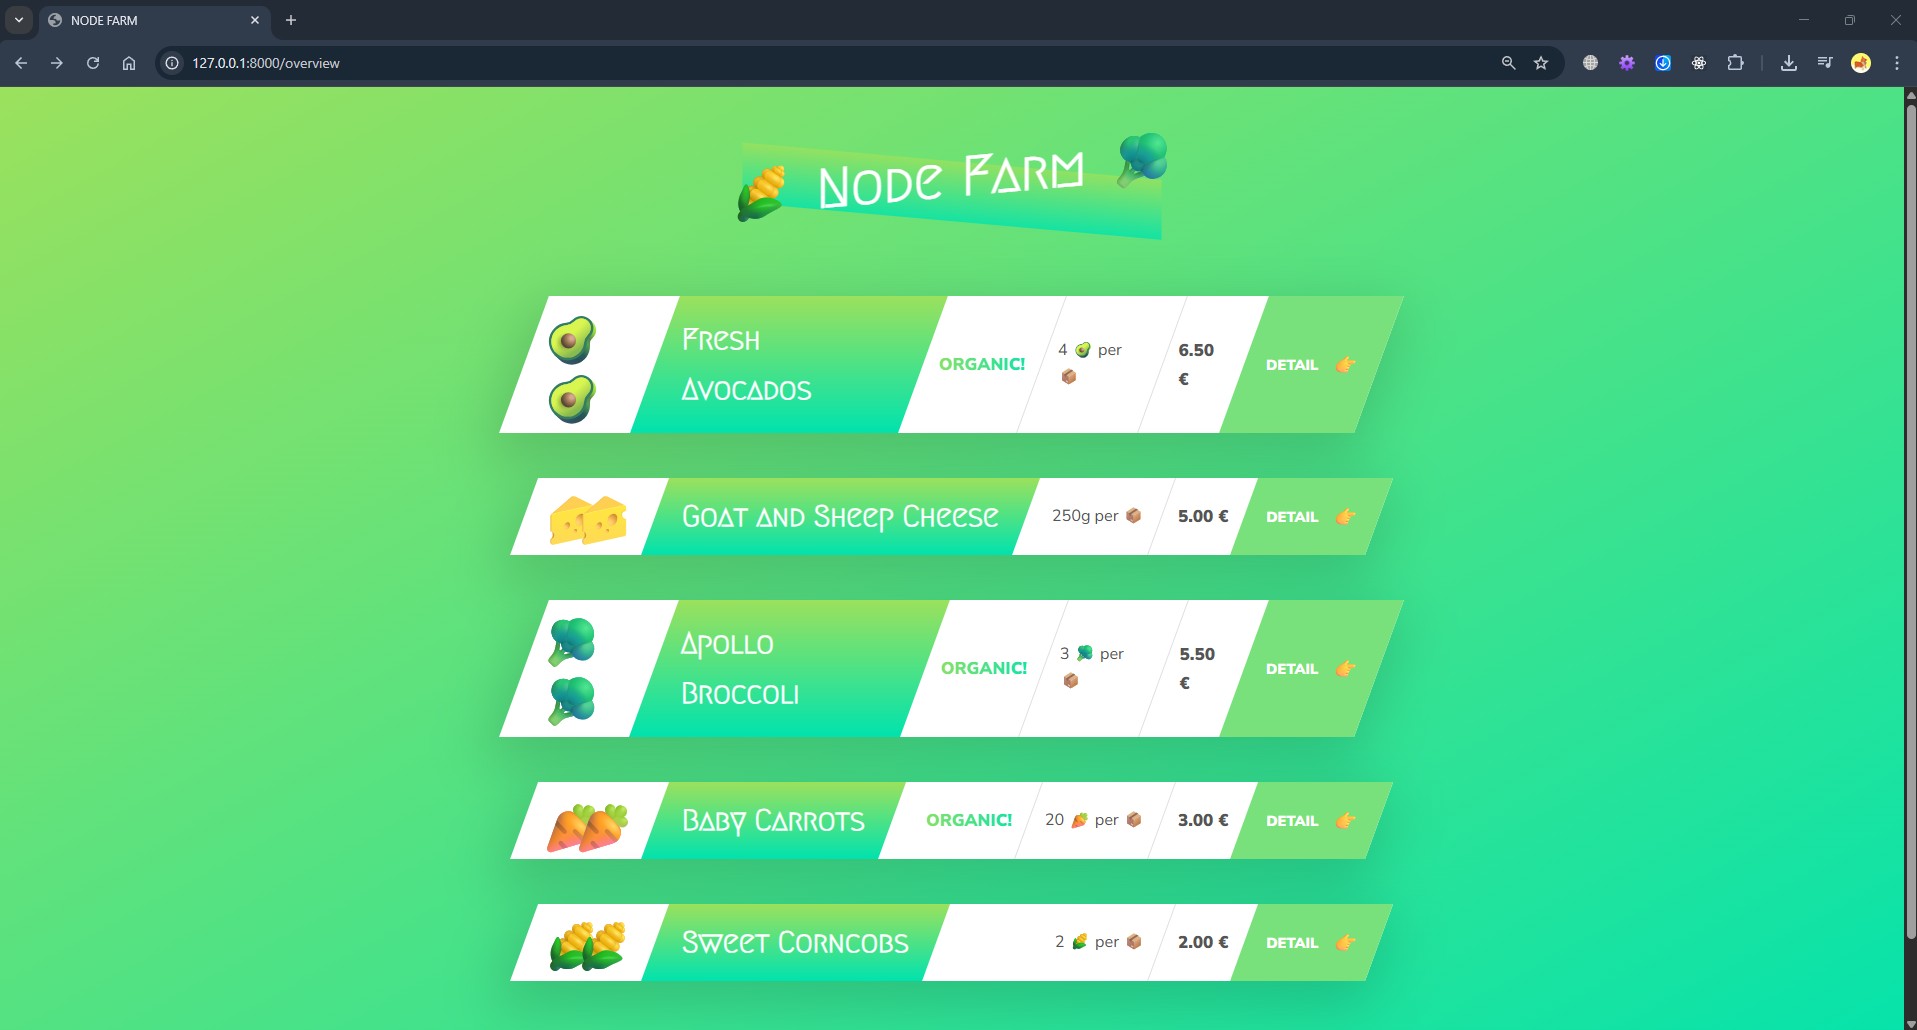 NODE FARM
127.0.0.1:8000/overview
Node Farm
Fresh
Avocados
ORGANIC!
4 🥑 per
📦
6.50
€
DETAIL 👉
Goat and Sheep Cheese
250g per 📦
5.00 €
DETAIL 👉
Apollo
Broccoli
ORGANIC!
3 🥦 per
📦
5.50
€
DETAIL 👉
Baby Carrots
ORGANIC!
20 🥕 per 📦
3.00 €
DETAIL 👉
Sweet Corncobs
2 🌽 per 📦
2.00 €
DETAIL 👉